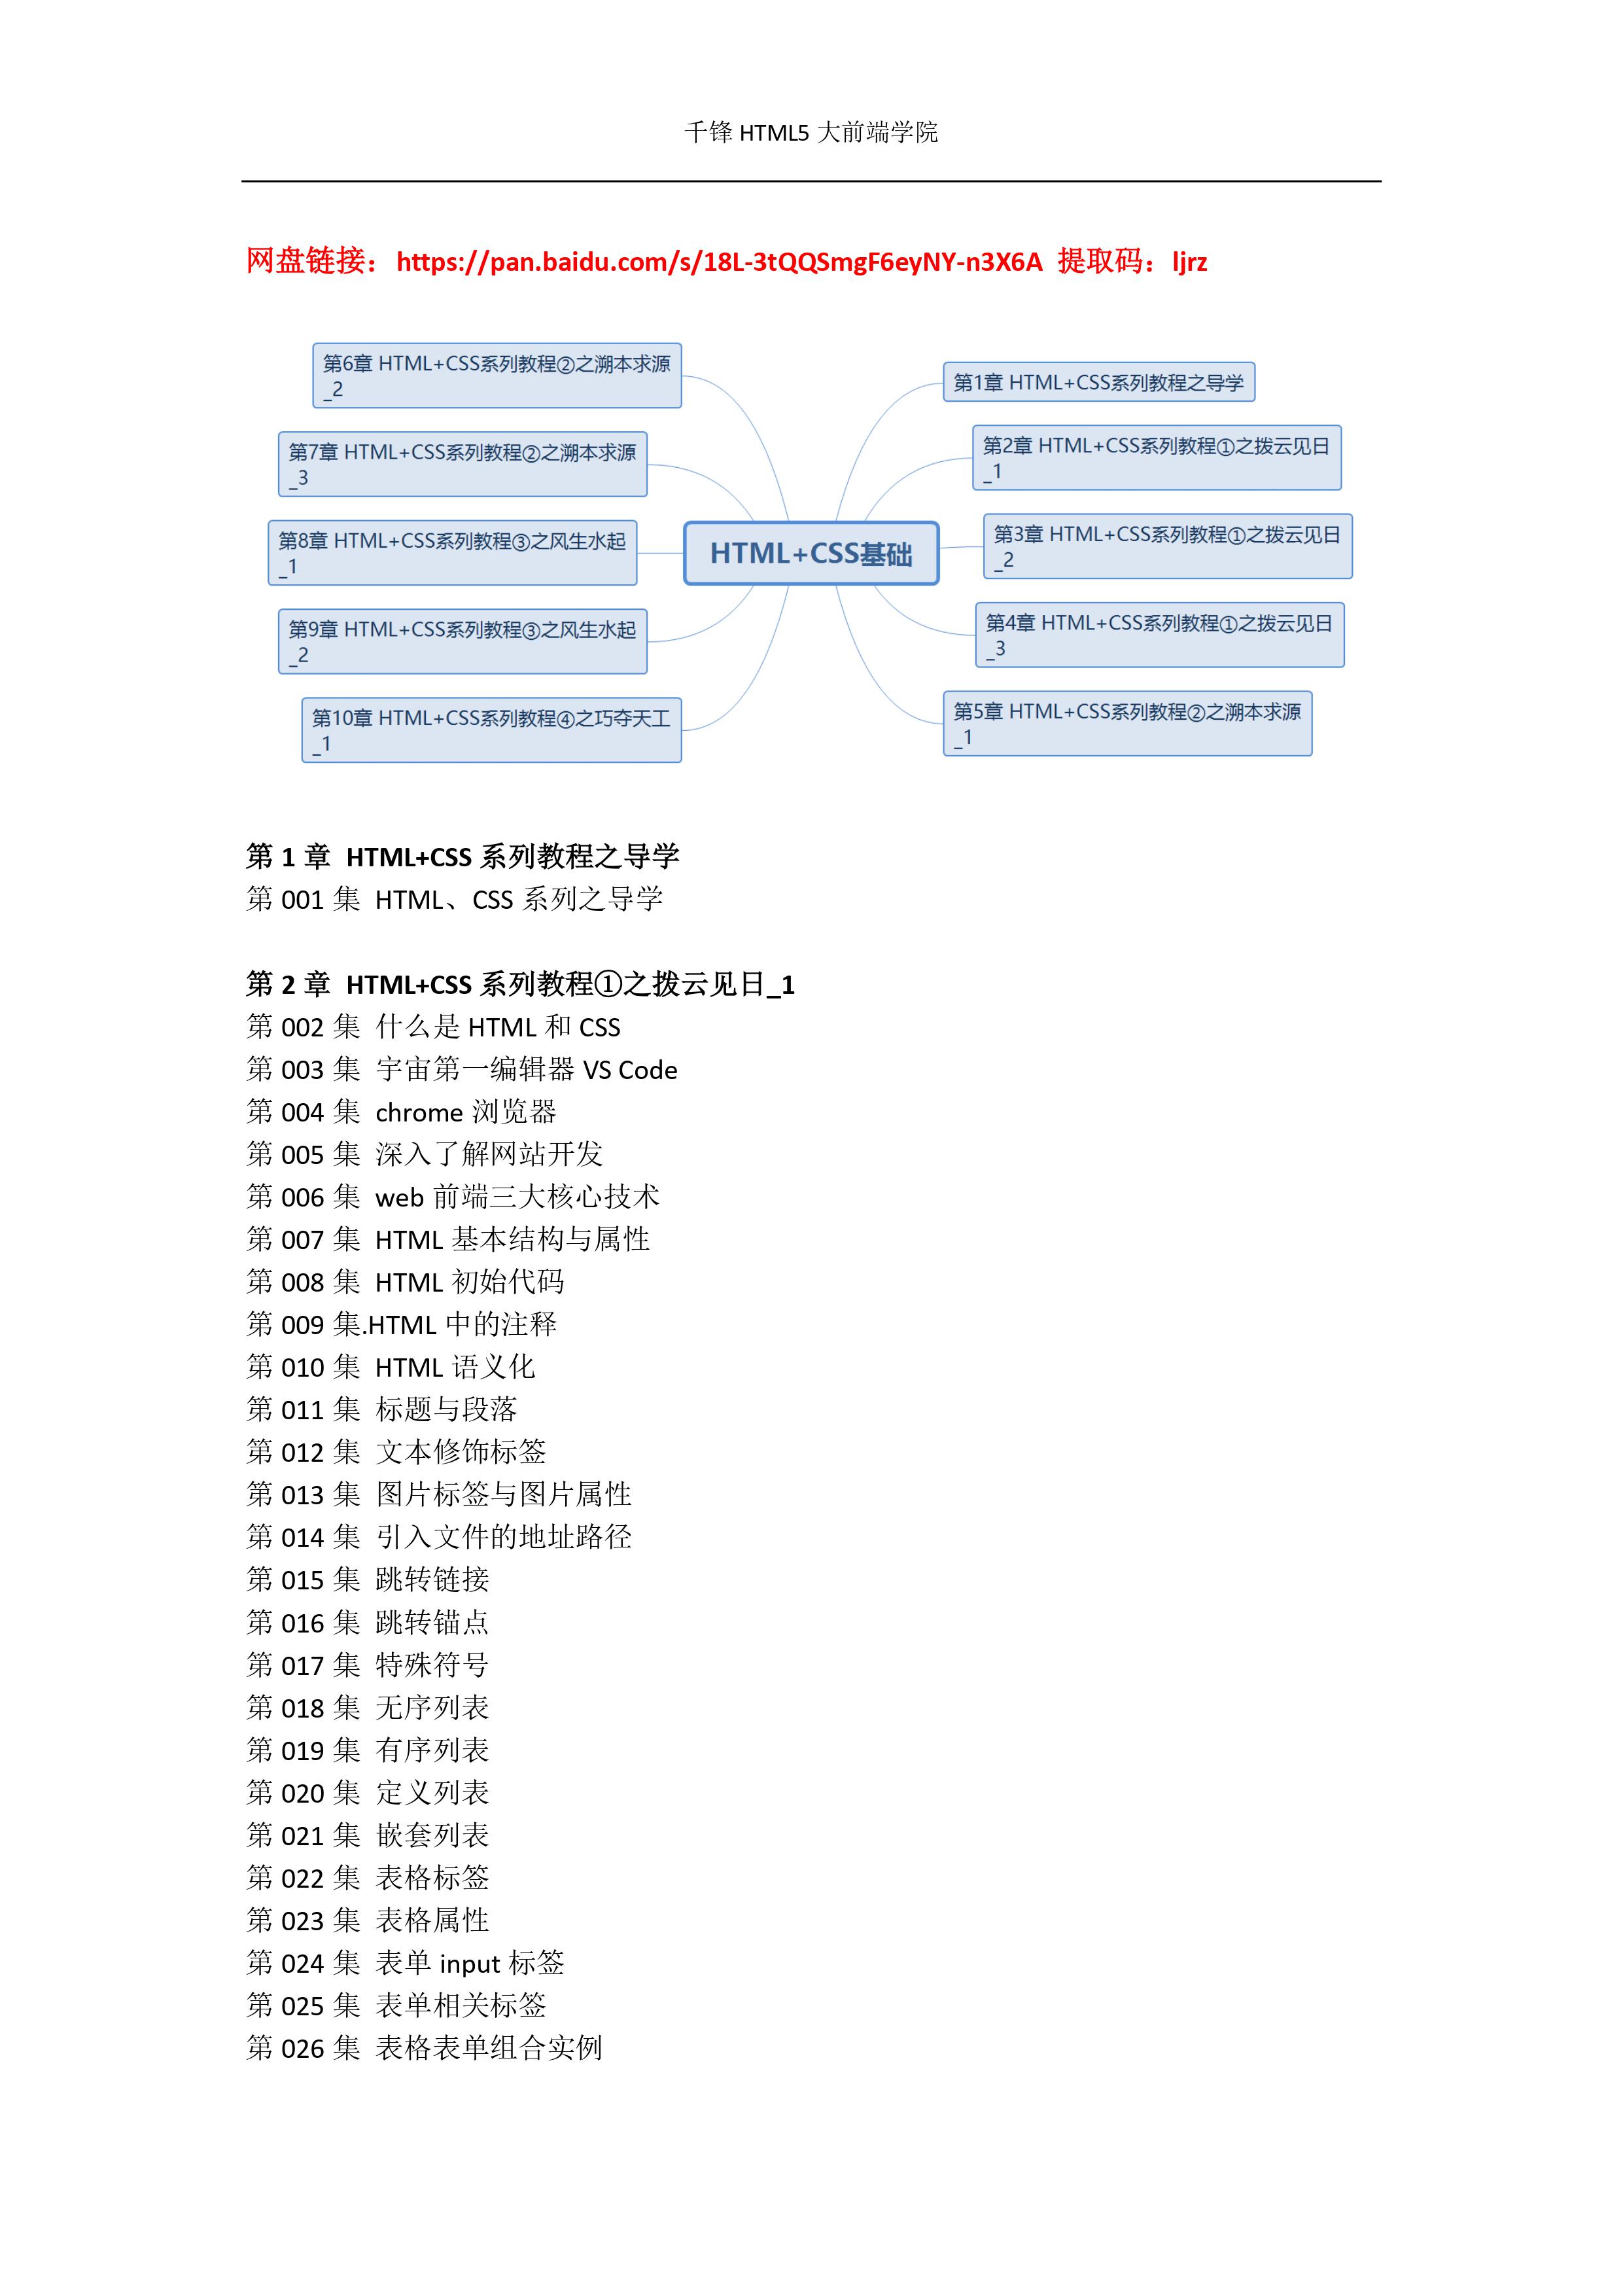 千锋 HTML5 大前端学院
网盘链接：https://pan.baidu.com/s/18L-3tQQSmgF6eyNY-n3X6A 提取码：ljrz
第6章 HTML+CSS系列教程②之溯本求源
_2
第7章 HTML+CSS系列教程②之溯本求源
_3
第8章 HTML+CSS系列教程③之风生水起
_1
第9章 HTML+CSS系列教程③之风生水起
_2
第10章 HTML+CSS系列教程④之巧夺天工
_1
HTML+CSS基础
第1章 HTML+CSS系列教程之导学
第2章 HTML+CSS系列教程①之拨云见日
_1
第3章 HTML+CSS系列教程①之拨云见日
_2
第4章 HTML+CSS系列教程①之拨云见日
_3
第5章 HTML+CSS系列教程②之溯本求源
_1
第 1 章 HTML+CSS 系列教程之导学
第 001 集 HTML、CSS 系列之导学
第 2 章 HTML+CSS 系列教程①之拨云见日_1
第 002 集 什么是 HTML 和 CSS
第 003 集 宇宙第一编辑器 VS Code
第 004 集 chrome 浏览器
第 005 集 深入了解网站开发
第 006 集 web 前端三大核心技术
第 007 集 HTML 基本结构与属性
第 008 集 HTML 初始代码
第 009 集.HTML 中的注释
第 010 集 HTML 语义化
第 011 集 标题与段落
第 012 集 文本修饰标签
第 013 集 图片标签与图片属性
第 014 集 引入文件的地址路径
第 015 集 跳转链接
第 016 集 跳转锚点
第 017 集 特殊符号
第 018 集 无序列表
第 019 集 有序列表
第 020 集 定义列表
第 021 集 嵌套列表
第 022 集 表格标签
第 023 集 表格属性
第 024 集 表单 input 标签
第 025 集 表单相关标签
第 026 集 表格表单组合实例